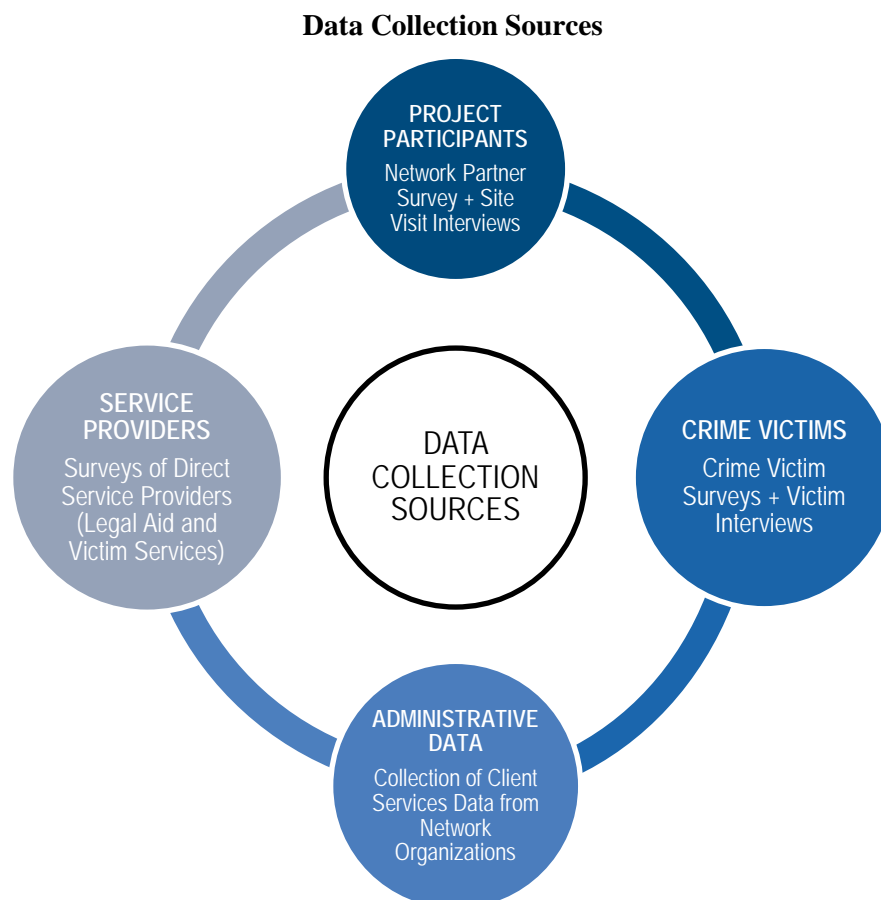 Data Collection Sources
PROJECT
PARTICIPANTS
Network Partner
Survey + Site
Visit Interviews
SERVICE
PROVIDERS
Surveys of Direct
Service Providers
(Legal Aid and
Victim Services)
DATA
COLLECTION
SOURCES
CRIME VICTIMS
Crime Victim
Surveys + Victim
Interviews
ADMINISTRATIVE
DATA
Collection of Client
Services Data from
Network
Organizations